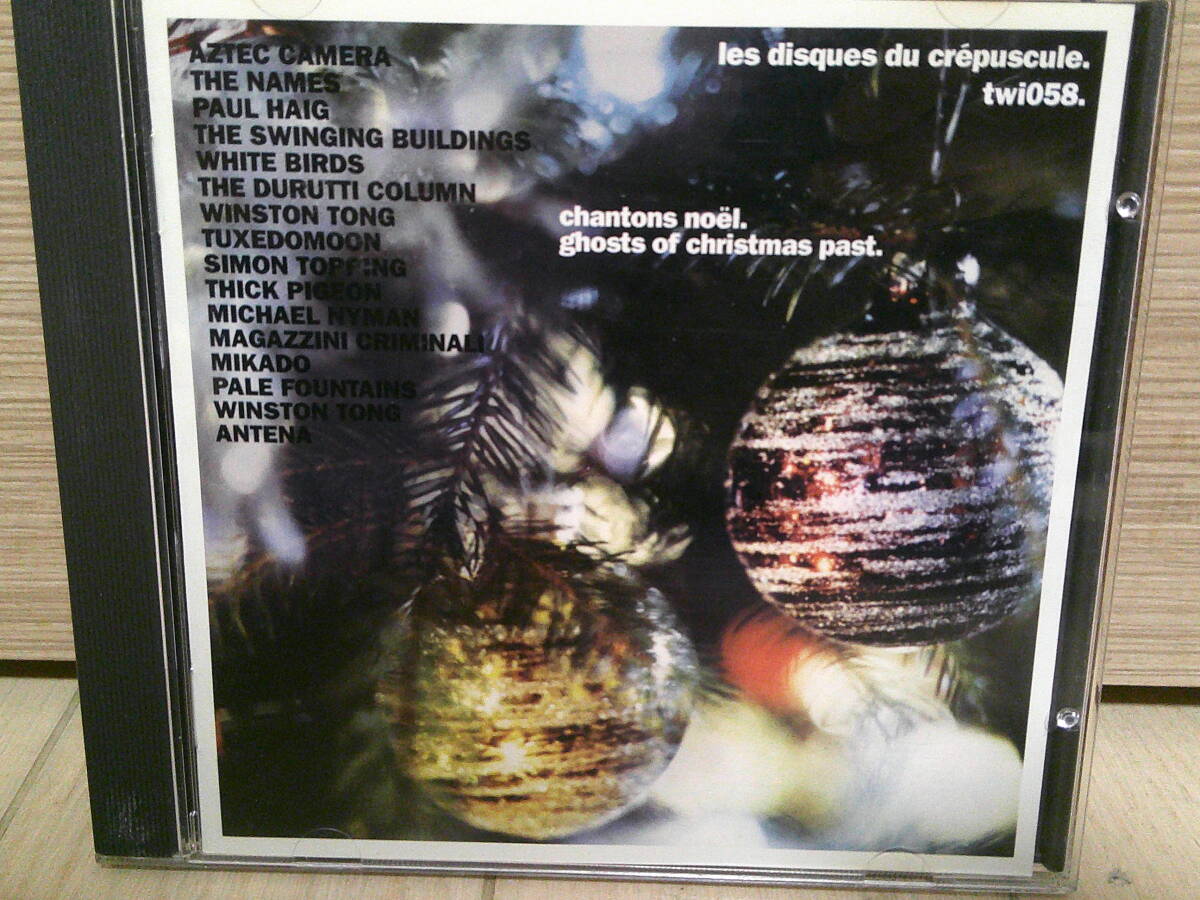 AZTEC CAMERA
THE NAMES
PAUL HAIG
THE SWINGING BUILDINGS
WHITE BIRDS
THE DURUTTI COLUMN
WINSTON TONG
TUXEDOMOON
SIMON TOPPING
THICK PIGEON
MICHAEL NYMAN
MAGAZZINI CRIMINALI
MIKADO
PALE FOUNTAINS
WINSTON TONG
ANTENA
les disques du crépuscule.
twi058.
chantons noël.
ghosts of christmas past.